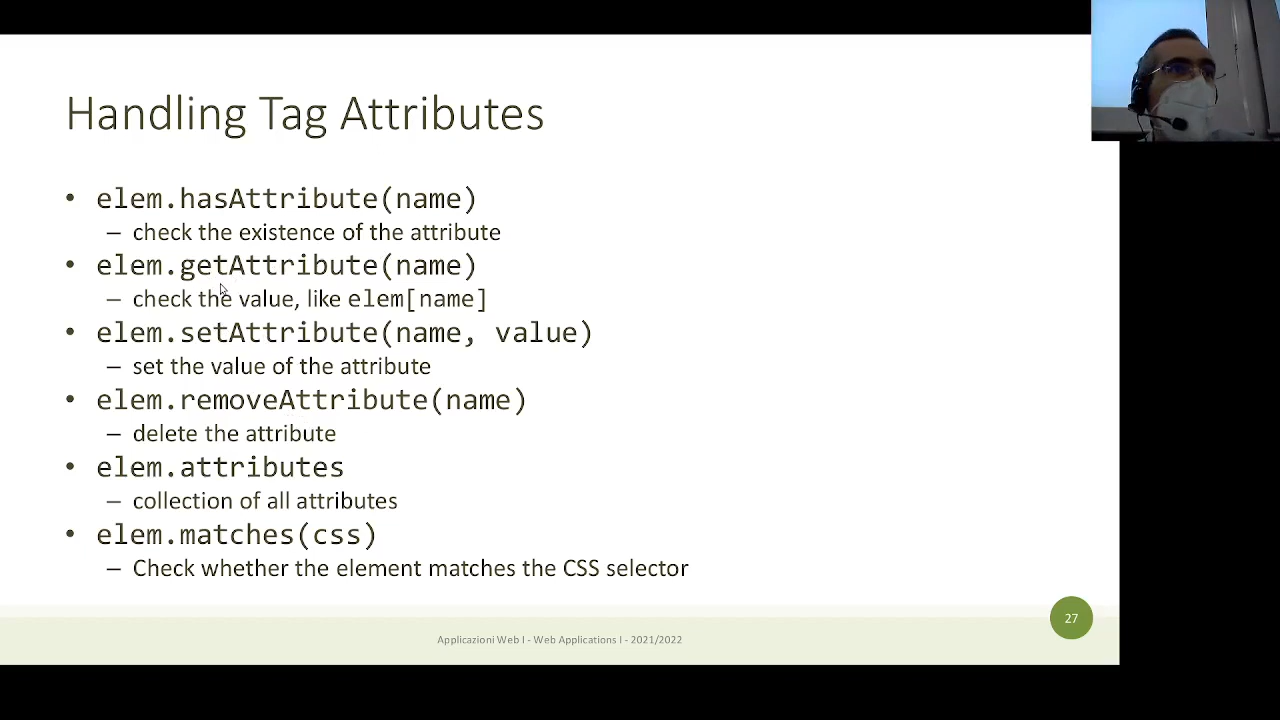 Handling Tag Attributes
• elem.hasAttribute(name)
– check the existence of the attribute
• elem.getAttribute(name)
– check the value, like elem[name]
• elem.setAttribute(name, value)
– set the value of the attribute
• elem.removeAttribute(name)
– delete the attribute
• elem.attributes
– collection of all attributes
• elem.matches(css)
– Check whether the element matches the CSS selector
27
Applicazioni Web I - Web Applications I - 2021/2022